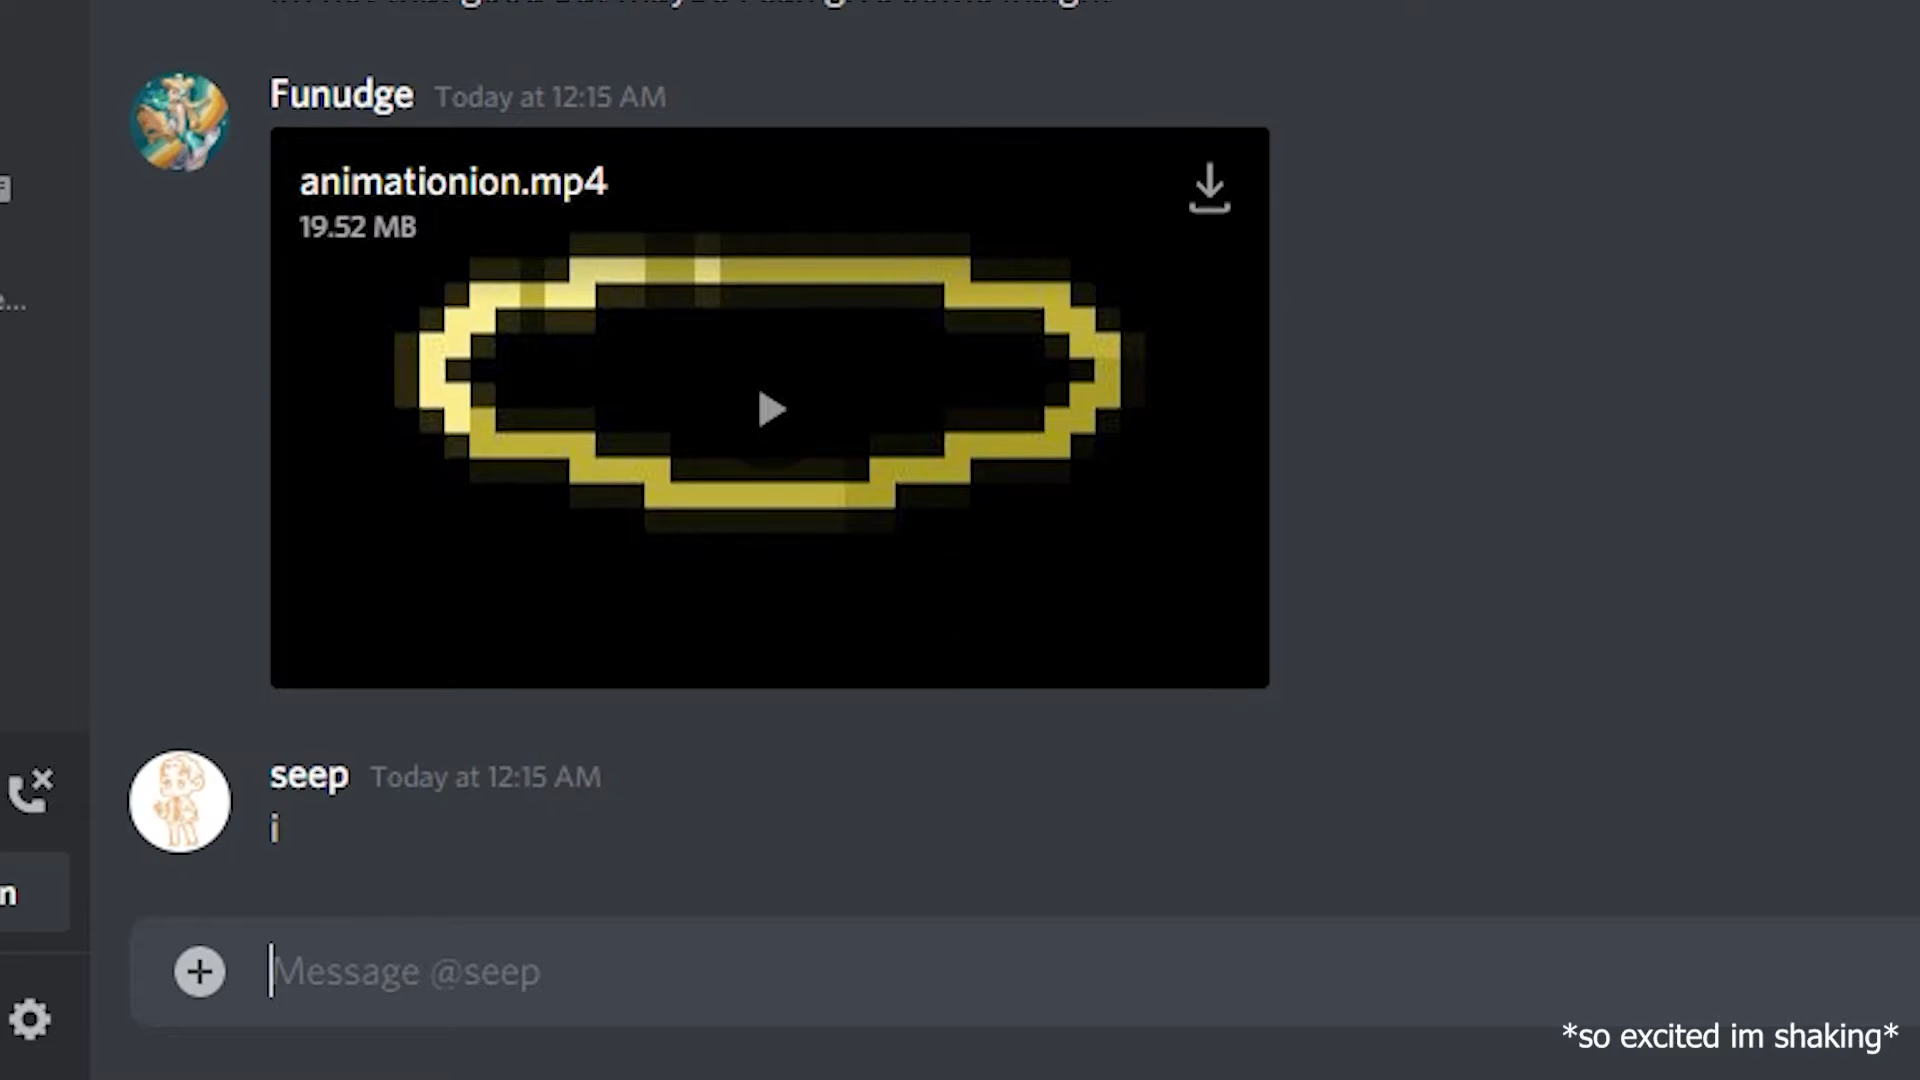 Funudge Today at 12:15 AM
animationion.mp4
19.52 MB
seep Today at 12:15 AM
i
n
Message @seep
*so excited im shaking*